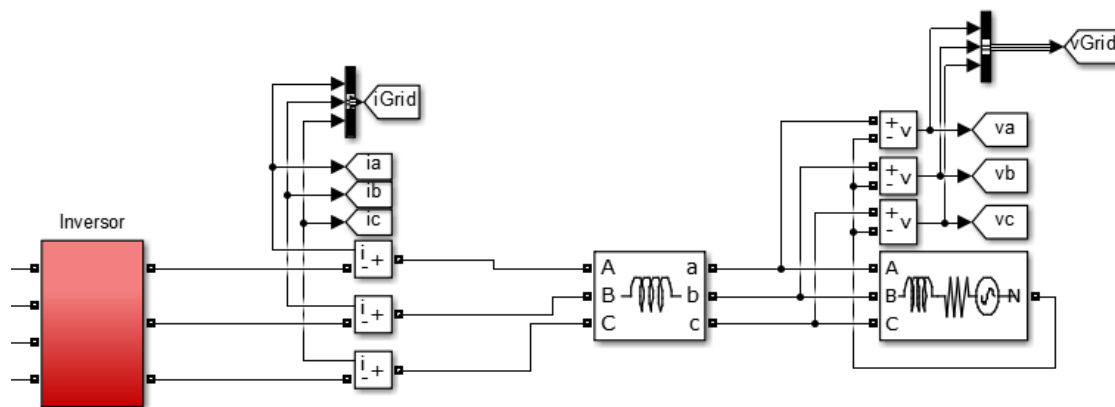 vGrid
iGrid
+ v -
va
ia
+ v -
vb
ib
+ v -
vc
ic
Inversor
i - +
A a
A
B b
B N
C c
C
i - +
i - +